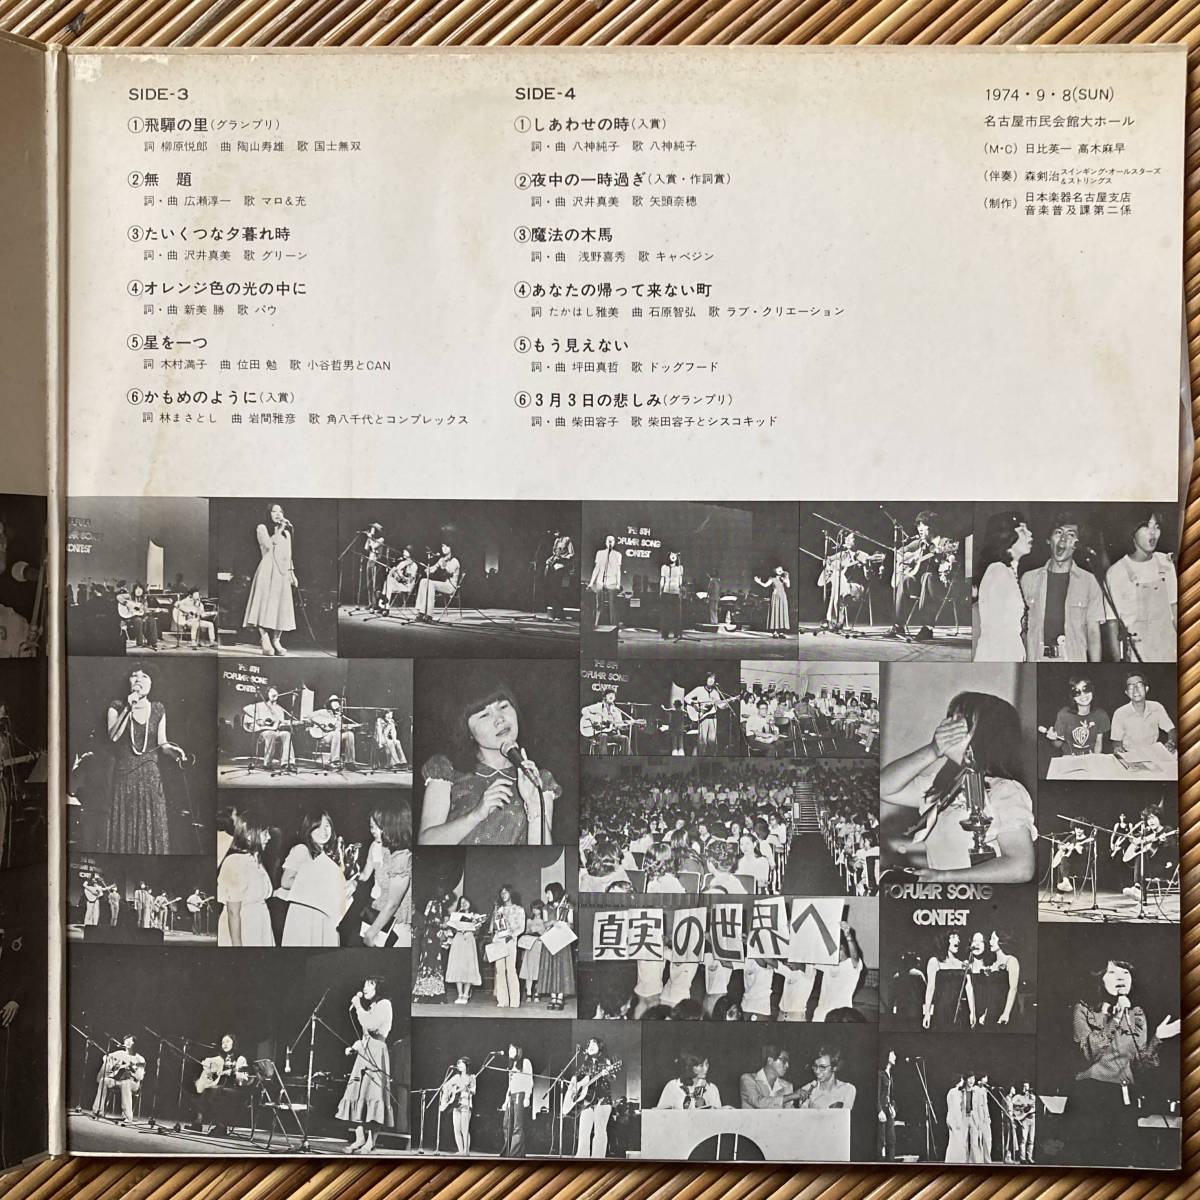 SIDE-3
①飛驒の里(グランプリ)
詞 柳原悦郎 曲 陶山寿雄 歌 国士無双
②無 題
詞・曲 広瀬淳一 歌 マロ&充
③たいくつな夕暮れ時
詞・曲 沢井真美 歌 グリーン
④オレンジ色の光の中に
詞・曲 新美 勝 歌 バウ
⑤星を一つ
詞 木村満子 曲 位田 勉 歌 小谷哲男とCAN
⑥かもめのように(入賞)
詞 林まさとし 曲 岩間雅彦 歌 角八千代とコンプレックス
SIDE-4
①しあわせの時(入賞)
詞・曲 八神純子 歌 八神純子
②夜中の一時過ぎ(入賞・作詞賞)
詞・曲 沢井真美 歌 矢頭奈穂
③魔法の木馬
詞・曲 浅野喜秀 歌 キャベジン
④あなたの帰って来ない町
詞 たかはし雅美 曲 石原智弘 歌 ラブ・クリエーション
⑤もう見えない
詞・曲 坪田真哲 歌 ドッグフード
⑥3月3日の悲しみ(グランプリ)
詞・曲 柴田容子 歌 柴田容子とシスコキッド
1974・9・8(SUN)
名古屋市民会館大ホール
(M・C) 日比英一 高木麻早
(伴奏) 森剣治 スインギング・オールスターズ
&ストリングス
(制作) 日本楽器名古屋支店
音楽普及課第二係
THE 8TH
POPULAR SONG
CONTEST
THE 8TH
POPULAR SONG
CONTEST
THE 8TH
POPULAR SONG
CONTEST
POPULAR SONG
CONTEST
真実の世界へ